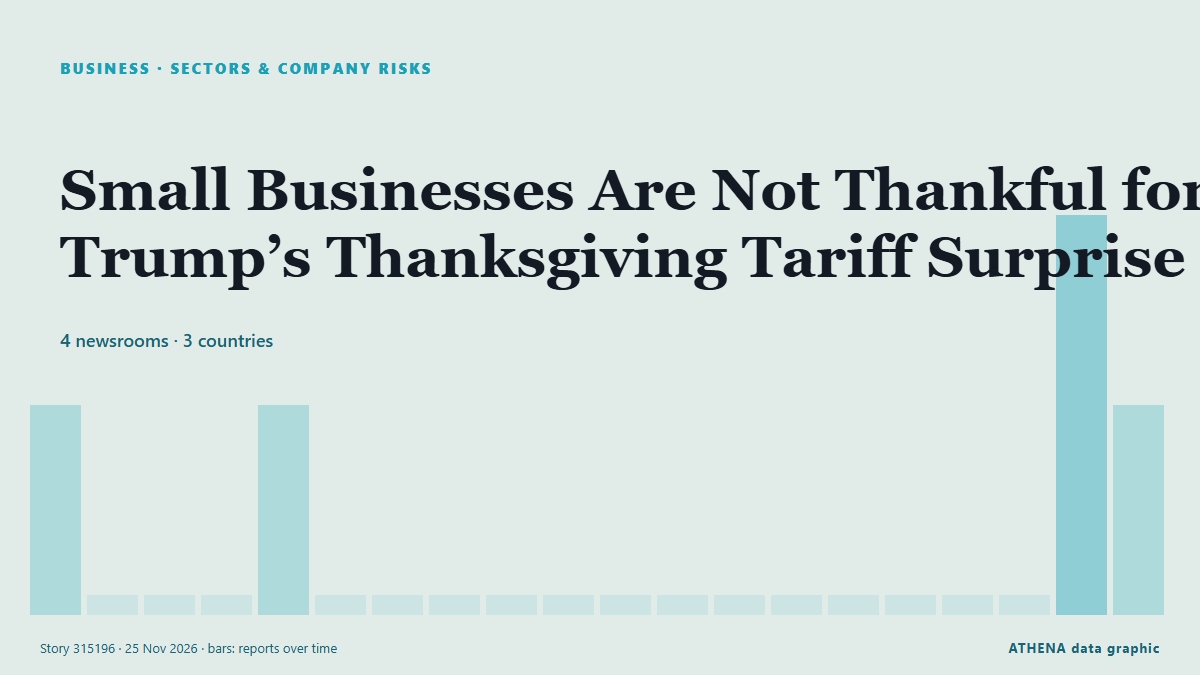 BUSINESS · SECTORS & COMPANY RISKS
Small Businesses Are Not Thankful for
Trump’s Thanksgiving Tariff Surprise
4 newsrooms · 3 countries
Story 315196 · 25 Nov 2026 · bars: reports over time
ATHENA data graphic